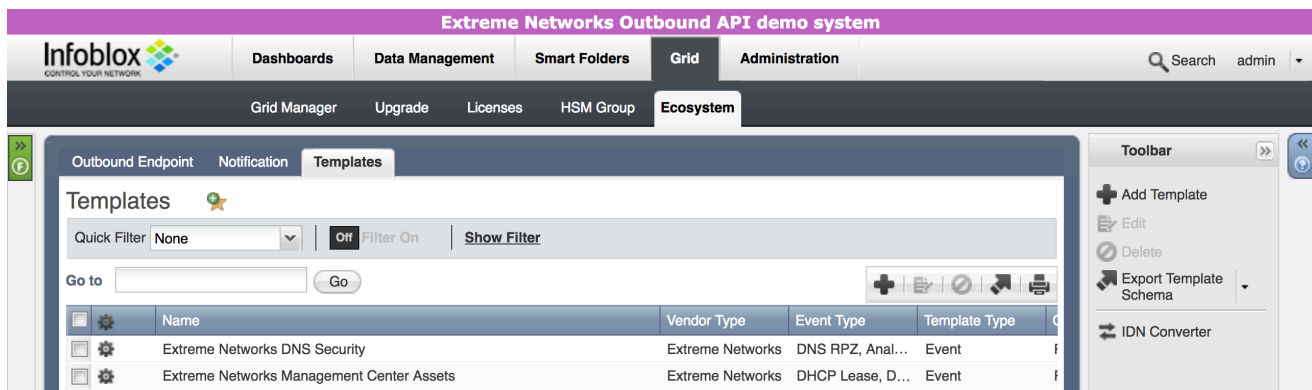 Extreme Networks Outbound API demo system
Infoblox
CONTROL YOUR NETWORK
Dashboards Data Management Smart Folders Grid Administration Search admin
Grid Manager Upgrade Licenses HSM Group Ecosystem
Outbound Endpoint Notification Templates
Toolbar
Templates
Add Template
Quick Filter None Off Filter On Show Filter
Edit
Delete
Go to Go
Export Template
Schema
Name Vendor Type Event Type Template Type
IDN Converter
Extreme Networks DNS Security Extreme Networks DNS RPZ, Anal... Event
Extreme Networks Management Center Assets Extreme Networks DHCP Lease, D... Event